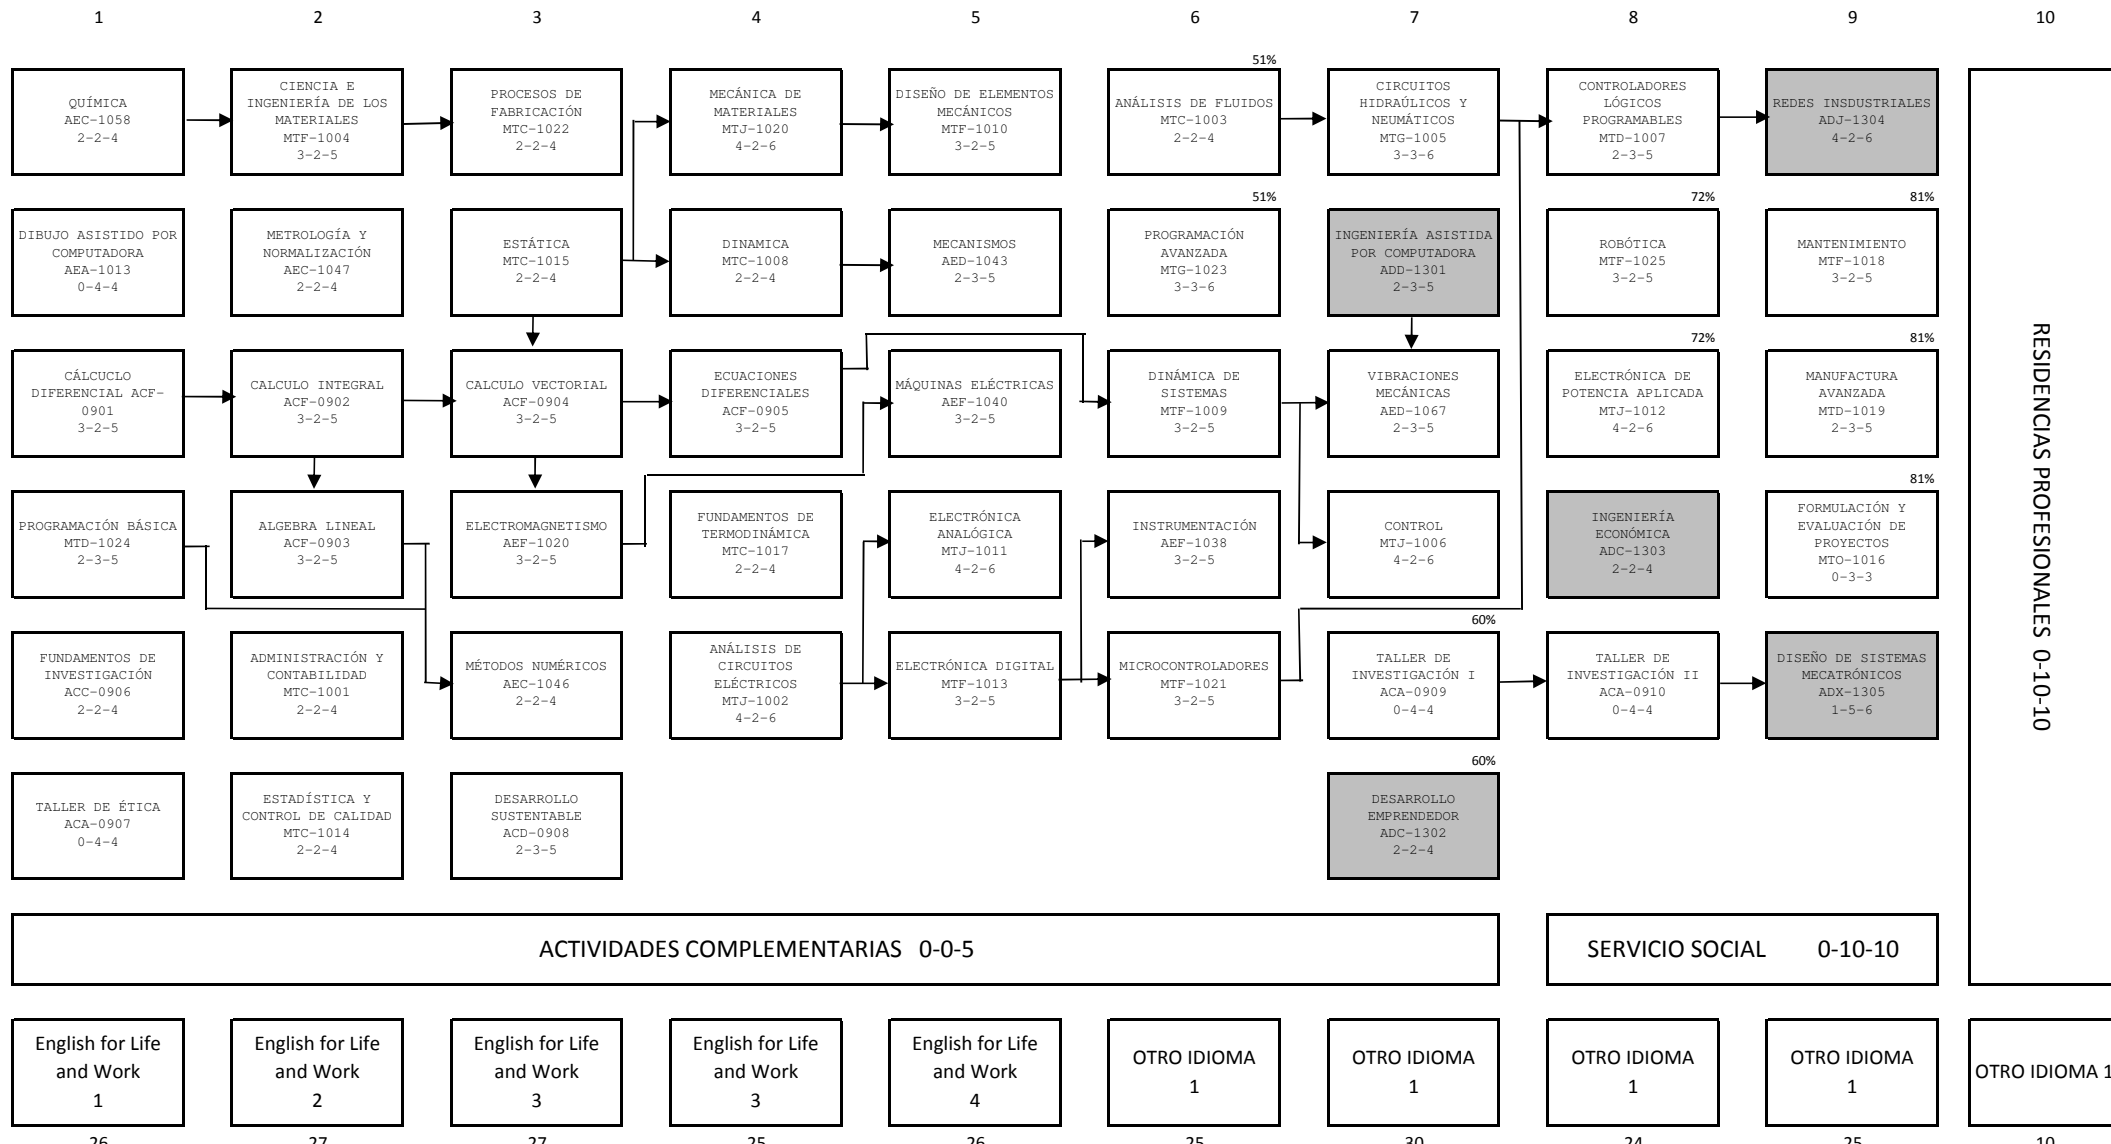 1
2
3
4
5
6
7
8
9
10
QUÍMICA
AEC-1058
2-2-4
CIENCIA E
INGENIERÍA DE LOS
MATERIALES
MTF-1004
3-2-5
PROCESOS DE
FABRICACIÓN
MTC-1022
2-2-4
MECÁNICA DE
MATERIALES
MTJ-1020
4-2-6
DISEÑO DE ELEMENTOS
MECÁNICOS
MTF-1010
3-2-5
51%
ANÁLISIS DE FLUIDOS
MTC-1003
2-2-4
CIRCUITOS
HIDRAÚLICOS Y
NEUMÁTICOS
MTG-1005
3-3-6
CONTROLADORES
LÓGICOS
PROGRAMABLES
MTD-1007
2-3-5
REDES INSDUSTRIALES
ADJ-1304
4-2-6
DIBUJO ASISTIDO POR
COMPUTADORA
AEA-1013
0-4-4
METROLOGÍA Y
NORMALIZACIÓN
AEC-1047
2-2-4
ESTÁTICA
MTC-1015
2-2-4
DINAMICA
MTC-1008
2-2-4
MECANISMOS
AED-1043
2-3-5
51%
PROGRAMACIÓN
AVANZADA
MTG-1023
3-3-6
INGENIERÍA ASISTIDA
POR COMPUTADORA
ADD-1301
2-3-5
72%
ROBÓTICA
MTF-1025
3-2-5
81%
MANTENIMIENTO
MTF-1018
3-2-5
CÁLCUCLO
DIFERENCIAL ACF-
0901
3-2-5
CALCULO INTEGRAL
ACF-0902
3-2-5
CALCULO VECTORIAL
ACF-0904
3-2-5
ECUACIONES
DIFERENCIALES
ACF-0905
3-2-5
MÁQUINAS ELÉCTRICAS
AEF-1040
3-2-5
DINÁMICA DE
SISTEMAS
MTF-1009
3-2-5
VIBRACIONES
MECÁNICAS
AED-1067
2-3-5
72%
ELECTRÓNICA DE
POTENCIA APLICADA
MTJ-1012
4-2-6
81%
MANUFACTURA
AVANZADA
MTD-1019
2-3-5
PROGRAMACIÓN BÁSICA
MTD-1024
2-3-5
ALGEBRA LINEAL
ACF-0903
3-2-5
ELECTROMAGNETISMO
AEF-1020
3-2-5
FUNDAMENTOS DE
TERMODINÁMICA
MTC-1017
2-2-4
ELECTRÓNICA
ANALÓGICA
MTJ-1011
4-2-6
INSTRUMENTACIÓN
AEF-1038
3-2-5
CONTROL
MTJ-1006
4-2-6
INGENIERÍA
ECONÓMICA
ADC-1303
2-2-4
81%
FORMULACIÓN Y
EVALUACIÓN DE
PROYECTOS
MTO-1016
0-3-3
FUNDAMENTOS DE
INVESTIGACIÓN
ACC-0906
2-2-4
ADMINISTRACIÓN Y
CONTABILIDAD
MTC-1001
2-2-4
MÉTODOS NUMÉRICOS
AEC-1046
2-2-4
ANÁLISIS DE
CIRCUITOS
ELÉCTRICOS
MTJ-1002
4-2-6
ELECTRÓNICA DIGITAL
MTF-1013
3-2-5
MICROCONTROLADORES
MTF-1021
3-2-5
60%
TALLER DE
INVESTIGACIÓN I
ACA-0909
0-4-4
TALLER DE
INVESTIGACIÓN II
ACA-0910
0-4-4
DISEÑO DE SISTEMAS
MECATRÓNICOS
ADX-1305
1-5-6
TALLER DE ÉTICA
ACA-0907
0-4-4
ESTADÍSTICA Y
CONTROL DE CALIDAD
MTC-1014
2-2-4
DESARROLLO
SUSTENTABLE
ACD-0908
2-3-5
60%
DESARROLLO
EMPRENDEDOR
ADC-1302
2-2-4
RESIDENCIAS PROFESIONALES 0-10-10
ACTIVIDADES COMPLEMENTARIAS 0-0-5
SERVICIO SOCIAL 0-10-10
English for Life
and Work
1
English for Life
and Work
2
English for Life
and Work
3
English for Life
and Work
3
English for Life
and Work
4
OTRO IDIOMA
1
OTRO IDIOMA
1
OTRO IDIOMA
1
OTRO IDIOMA
1
OTRO IDIOMA 1
26
27
27
25
26
25
30
24
25
10